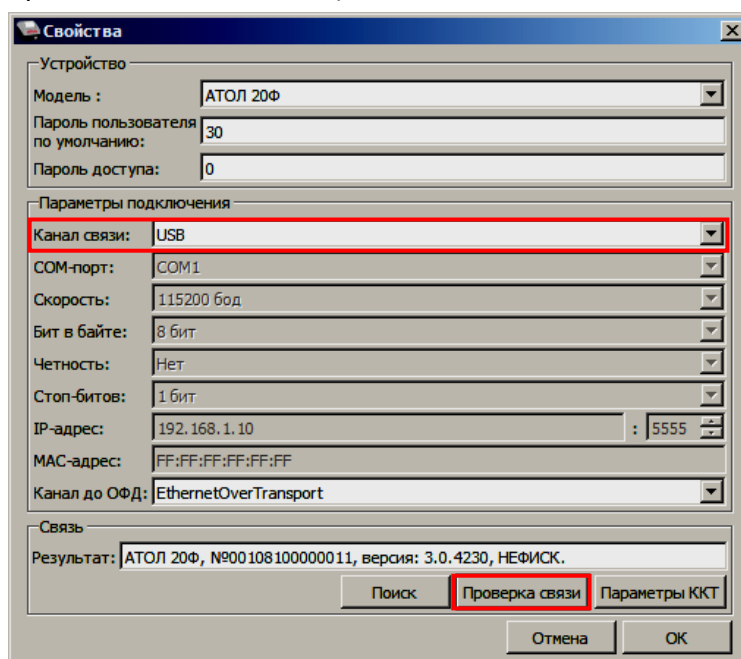 Свойства
Устройство
Модель : АТОЛ 20Ф
Пароль пользователя
по умолчанию: 30
Пароль доступа: 0
Параметры подключения
Канал связи: USB
COM-порт: COM1
Скорость: 115200 бод
Бит в байте: 8 бит
Четность: Нет
Стоп-битов: 1 бит
IP-адрес: 192.168.1.10 : 5555
MAC-адрес: FF:FF:FF:FF:FF:FF
Канал до ОФД: EthernetOverTransport
Связь
Результат: АТОЛ 20Ф, №00108100000011, версия: 3.0.4230, НЕФИСК.
Поиск Проверка связи Параметры ККТ
Отмена ОК